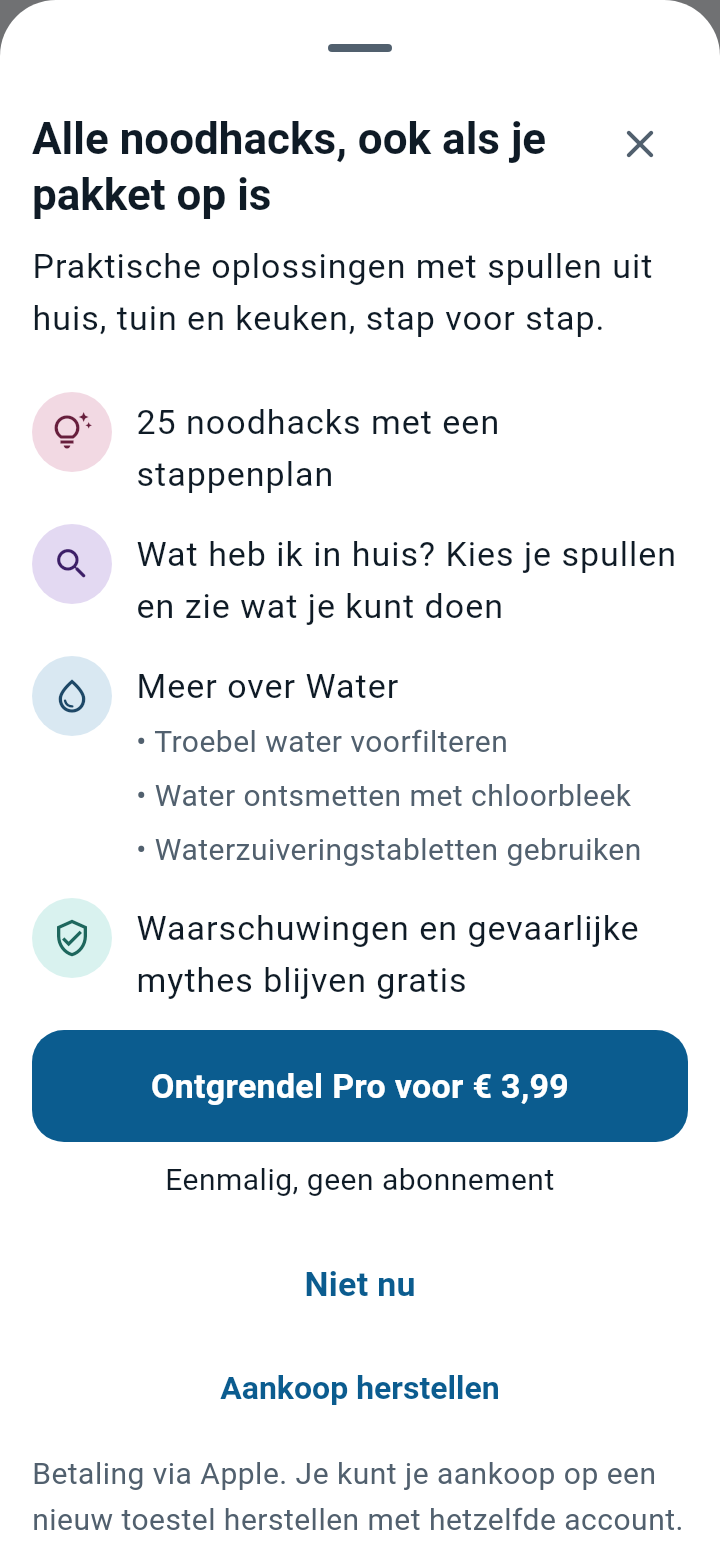 Alle noodhacks, ook als je
pakket op is
Praktische oplossingen met spullen uit
huis, tuin en keuken, stap voor stap.
25 noodhacks met een
stappenplan
Wat heb ik in huis? Kies je spullen
en zie wat je kunt doen
Meer over Water
• Troebel water voorfilteren
• Water ontsmetten met chloorbleek
• Waterzuiveringstabletten gebruiken
Waarschuwingen en gevaarlijke
mythes blijven gratis
Ontgrendel Pro voor € 3,99
Eenmalig, geen abonnement
Niet nu
Aankoop herstellen
Betaling via Apple. Je kunt je aankoop op een
nieuw toestel herstellen met hetzelfde account.